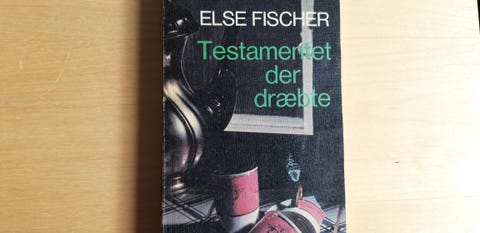 ELSE FISCHER
Testamentet
der
dræbte